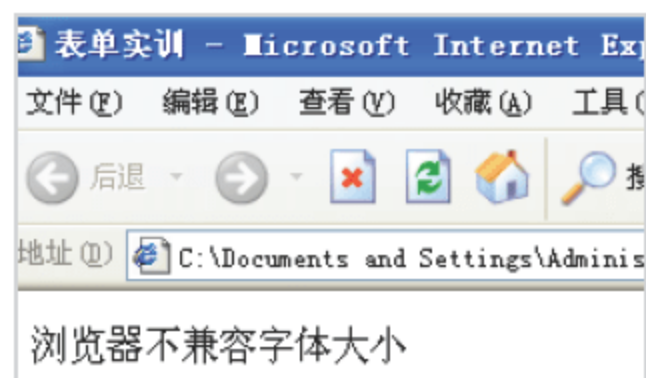 表单实训 - Microsoft Internet Exp
文件(F) 编辑(E) 查看(V) 收藏(A) 工具(
后退
地址(D) C:\Documents and Settings\Adminis
浏览器不兼容字体大小